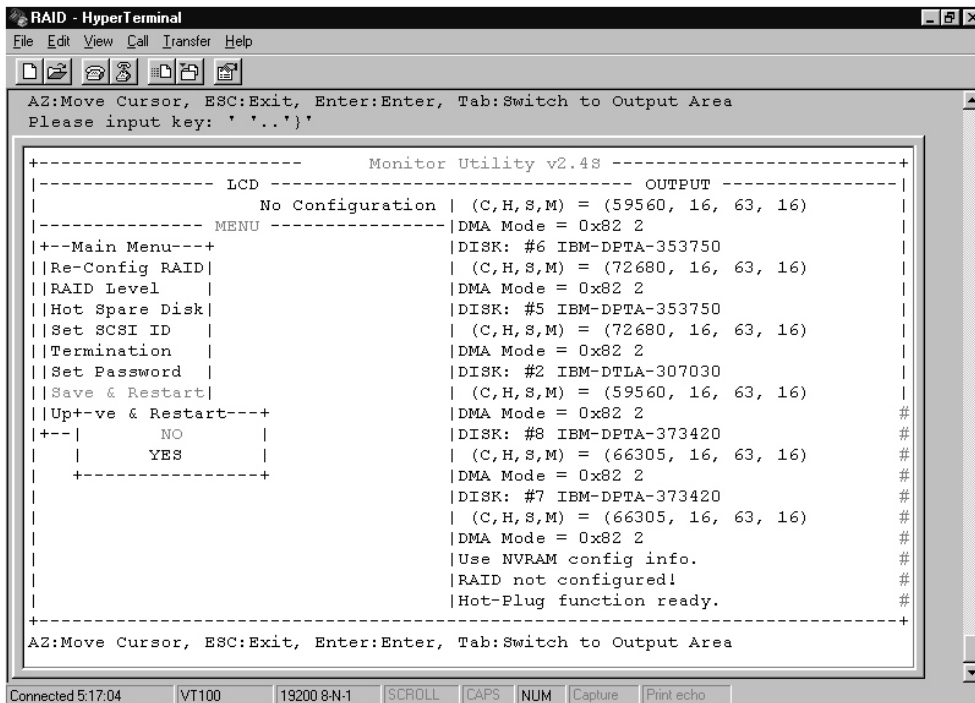 RAID - HyperTerminal
File Edit View Call Transfer Help
AZ:Move Cursor, ESC:Exit, Enter:Enter, Tab:Switch to Output Area
Please input key: ' '..'}'
+------------------------ Monitor Utility v2.4S --------------------------+
|---------------- LCD --------------------------------- OUTPUT ----------------|
| No Configuration | (C,H,S,M) = (59560, 16, 63, 16) |
|--------------- MENU ----------------|DMA Mode = 0x82 2 |
|+--Main Menu---+ |DISK: #6 IBM-DPTA-353750 |
||Re-Config RAID| | (C,H,S,M) = (72680, 16, 63, 16) |
||RAID Level | |DMA Mode = 0x82 2 |
||Hot Spare Disk| |DISK: #5 IBM-DPTA-353750 |
||Set SCSI ID | | (C,H,S,M) = (72680, 16, 63, 16) |
||Termination | |DMA Mode = 0x82 2 |
||Set Password | |DISK: #2 IBM-DTLA-307030 |
||Save & Restart| | (C,H,S,M) = (59560, 16, 63, 16) |
||Up+-ve & Restart---+ |DMA Mode = 0x82 2 #
|+--| NO | |DISK: #8 IBM-DPTA-373420 #
| | YES | | (C,H,S,M) = (66305, 16, 63, 16) #
| +-----------------+ |DMA Mode = 0x82 2 #
| |DISK: #7 IBM-DPTA-373420 #
| | (C,H,S,M) = (66305, 16, 63, 16) #
| |DMA Mode = 0x82 2 #
| |Use NVRAM config info. #
| |RAID not configured! #
| |Hot-Plug function ready. #
+------------------------------------------------------------------------------+
AZ:Move Cursor, ESC:Exit, Enter:Enter, Tab:Switch to Output Area
Connected 5:17:04 VT100 19200 8-N-1 SCROLL CAPS NUM Capture Print echo